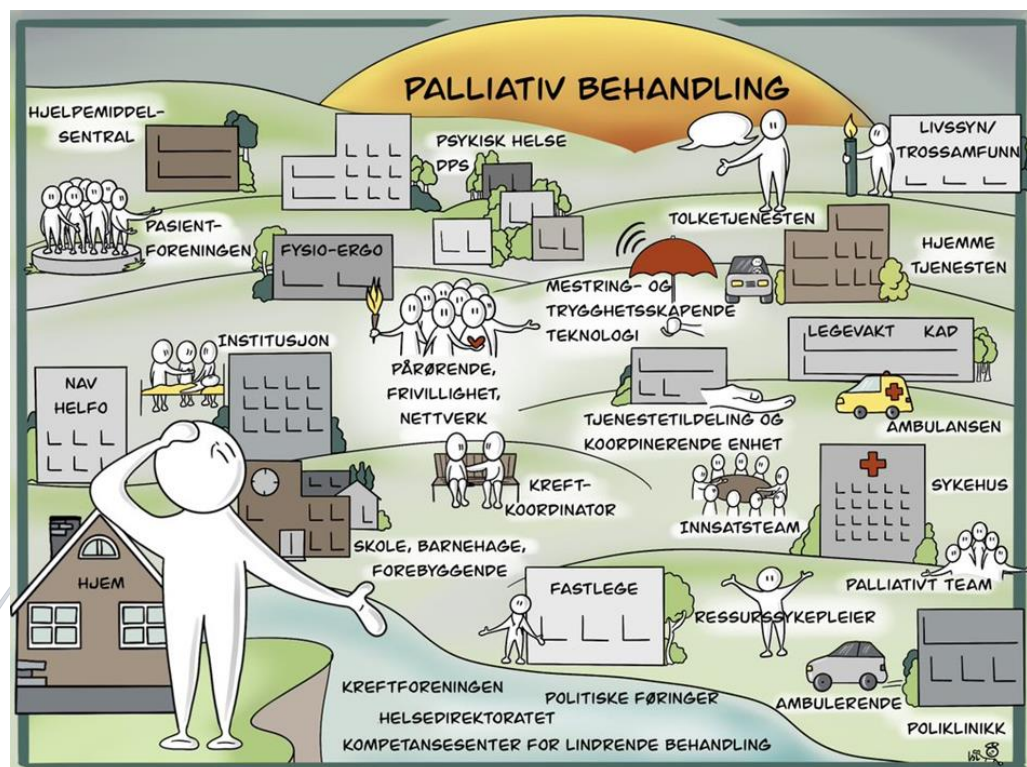 PALLIATIV BEHANDLING
HJELPEMIDDEL-
SENTRAL
PSYKISK HELSE
DPS
LIVSSYN/
TROSSAMFUNN
PASIENT-
FORENINGEN
FYSIO-ERGO
TOLKETJENESTEN
HJEMME
TJENESTEN
MESTRING- OG
TRYGGHETSSKAPENDE
TEKNOLOGI
INSTITUSJON
LEGEVAKT KAD
NAV
HELFO
PÅRØRENDE,
FRIVILLIGHET,
NETTVERK
TJENESTETILDELING OG
KOORDINERENDE ENHET
AMBULANSEN
KREFT-
KOORDINATOR
INNSATSTEAM
SYKEHUS
SKOLE, BARNEHAGE,
FOREBYGGENDE
HJEM
FASTLEGE
PALLIATIVT TEAM
RESSURSSYKEPLEIER
KREFTFORENINGEN
POLITISKE FØRINGER
HELSEDIREKTORATET
KOMPETANSESENTER FOR LINDRENDE BEHANDLING
AMBULERENDE
POLIKLINIKK